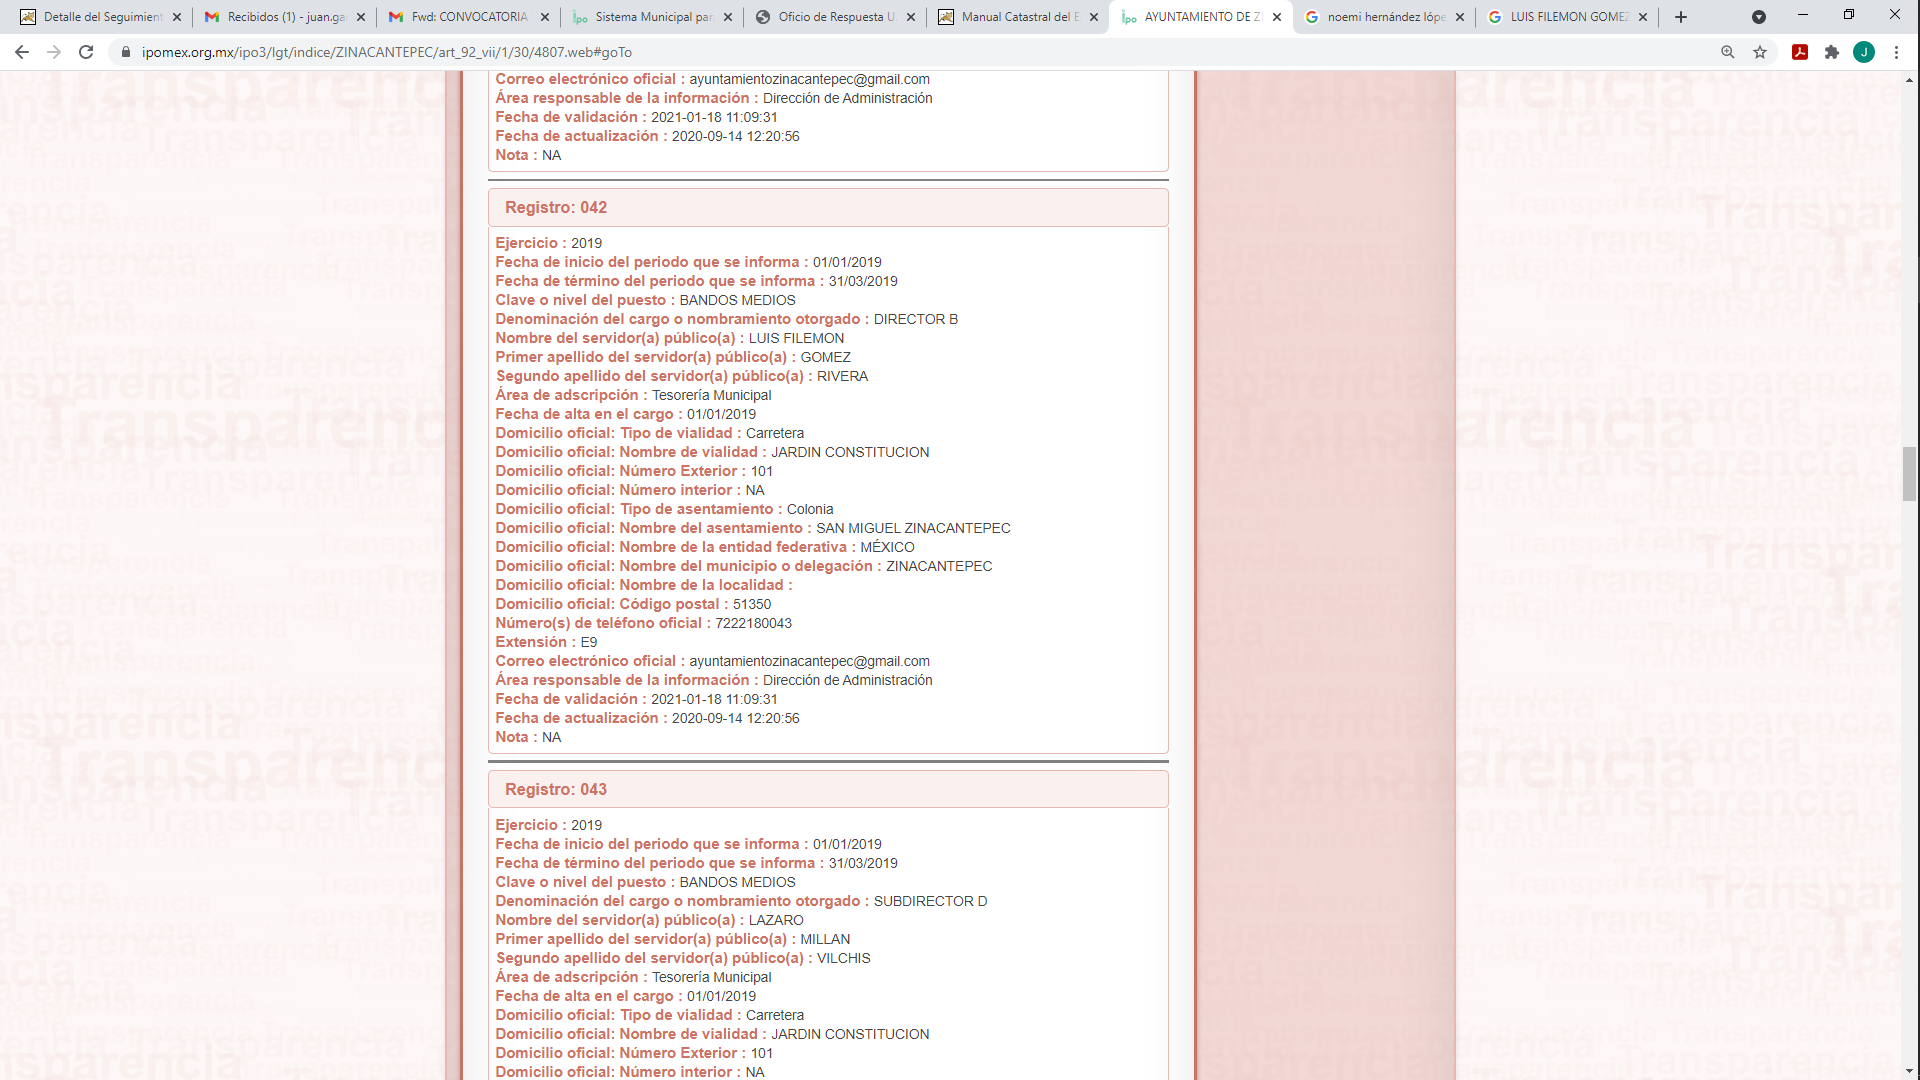 Detalle del Seguimient
Recibidos (1) - juan.ga
Fwd: CONVOCATORIA
Sistema Municipal par
Oficio de Respuesta U.
Manual Catastral del E
AYUNTAMIENTO DE Z
noemi hernández lópe
LUIS FILEMON GOMEZ
ipomex.org.mx/ipo3/lgt/indice/ZINACANTEPEC/art_92_vii/1/30/4807.web#goTo
J
Correo electrónico oficial : ayuntamientozinacantepec@gmail.com
Área responsable de la información : Dirección de Administración
Fecha de validación : 2021-01-18 11:09:31
Fecha de actualización : 2020-09-14 12:20:56
Nota : NA
Registro: 042
Ejercicio : 2019
Fecha de inicio del periodo que se informa : 01/01/2019
Fecha de término del periodo que se informa : 31/03/2019
Clave o nivel del puesto : BANDOS MEDIOS
Denominación del cargo o nombramiento otorgado : DIRECTOR B
Nombre del servidor(a) público(a) : LUIS FILEMON
Primer apellido del servidor(a) público(a) : GOMEZ
Segundo apellido del servidor(a) público(a) : RIVERA
Área de adscripción : Tesorería Municipal
Fecha de alta en el cargo : 01/01/2019
Domicilio oficial: Tipo de vialidad : Carretera
Domicilio oficial: Nombre de vialidad : JARDIN CONSTITUCION
Domicilio oficial: Número Exterior : 101
Domicilio oficial: Número interior : NA
Domicilio oficial: Tipo de asentamiento : Colonia
Domicilio oficial: Nombre del asentamiento : SAN MIGUEL ZINACANTEPEC
Domicilio oficial: Nombre de la entidad federativa : MÉXICO
Domicilio oficial: Nombre del municipio o delegación : ZINACANTEPEC
Domicilio oficial: Nombre de la localidad :
Domicilio oficial: Código postal : 51350
Número(s) de teléfono oficial : 7222180043
Extensión : E9
Correo electrónico oficial : ayuntamientozinacantepec@gmail.com
Área responsable de la información : Dirección de Administración
Fecha de validación : 2021-01-18 11:09:31
Fecha de actualización : 2020-09-14 12:20:56
Nota : NA
Registro: 043
Ejercicio : 2019
Fecha de inicio del periodo que se informa : 01/01/2019
Fecha de término del periodo que se informa : 31/03/2019
Clave o nivel del puesto : BANDOS MEDIOS
Denominación del cargo o nombramiento otorgado : SUBDIRECTOR D
Nombre del servidor(a) público(a) : LAZARO
Primer apellido del servidor(a) público(a) : MILLAN
Segundo apellido del servidor(a) público(a) : VILCHIS
Área de adscripción : Tesorería Municipal
Fecha de alta en el cargo : 01/01/2019
Domicilio oficial: Tipo de vialidad : Carretera
Domicilio oficial: Nombre de vialidad : JARDIN CONSTITUCION
Domicilio oficial: Número Exterior : 101
Domicilio oficial: Número interior : NA